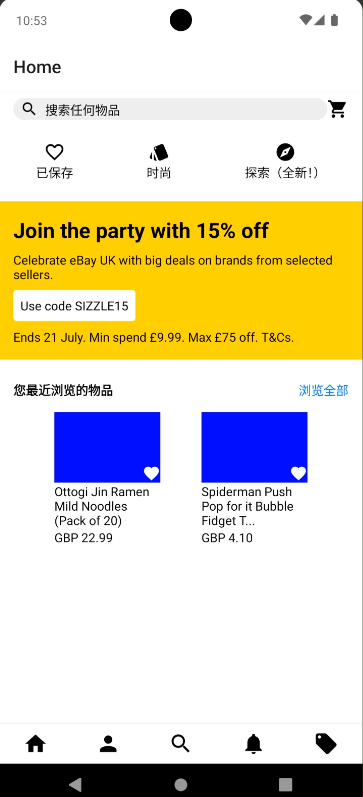 10:53
Home
搜索任何物品
已保存
时尚
探索（全新！）
Join the party with 15% off
Celebrate eBay UK with big deals on brands from selected
sellers.
Use code SIZZLE15
Ends 21 July. Min spend £9.99. Max £75 off. T&Cs.
您最近浏览的物品
浏览全部
Ottogi Jin Ramen
Mild Noodles
(Pack of 20)
GBP 22.99
Spiderman Push
Pop for it Bubble
Fidget T...
GBP 4.10